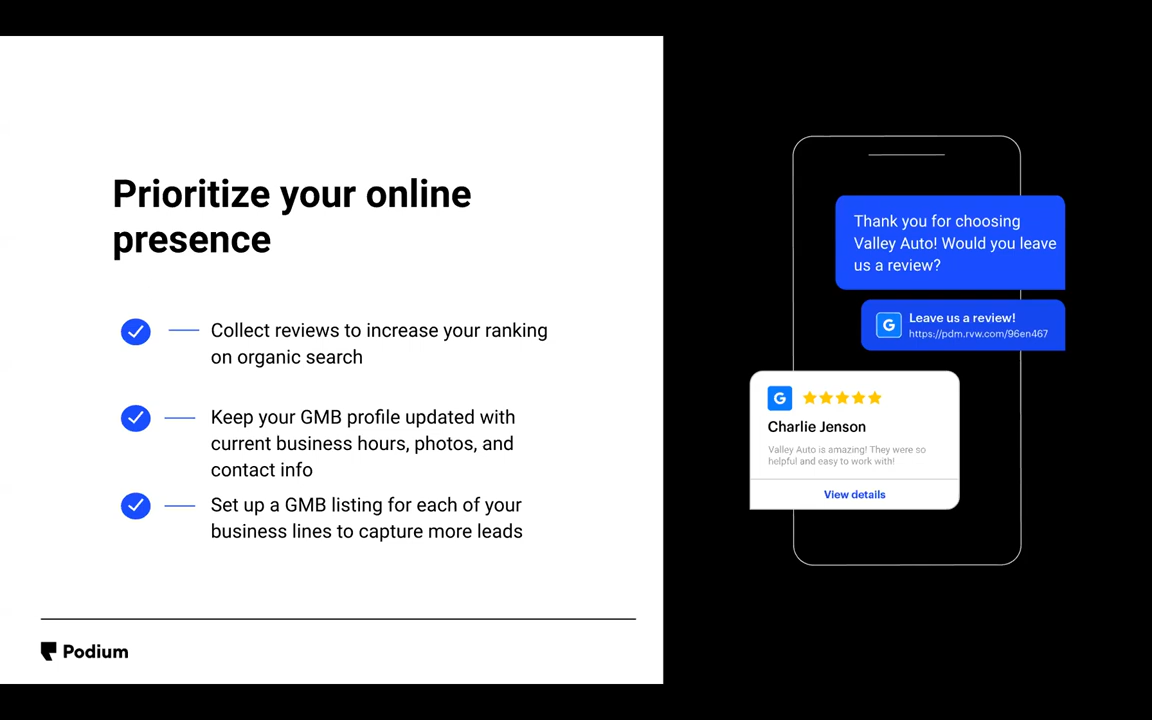 Prioritize your online
presence
Collect reviews to increase your ranking
on organic search
Keep your GMB profile updated with
current business hours, photos, and
contact info
Set up a GMB listing for each of your
business lines to capture more leads
Podium
Thank you for choosing
Valley Auto! Would you leave
us a review?
G
Leave us a review!
https://pdm.rvw.com/96en467
G
Charlie Jenson
Valley Auto is amazing! They were so
helpful and easy to work with!
View details